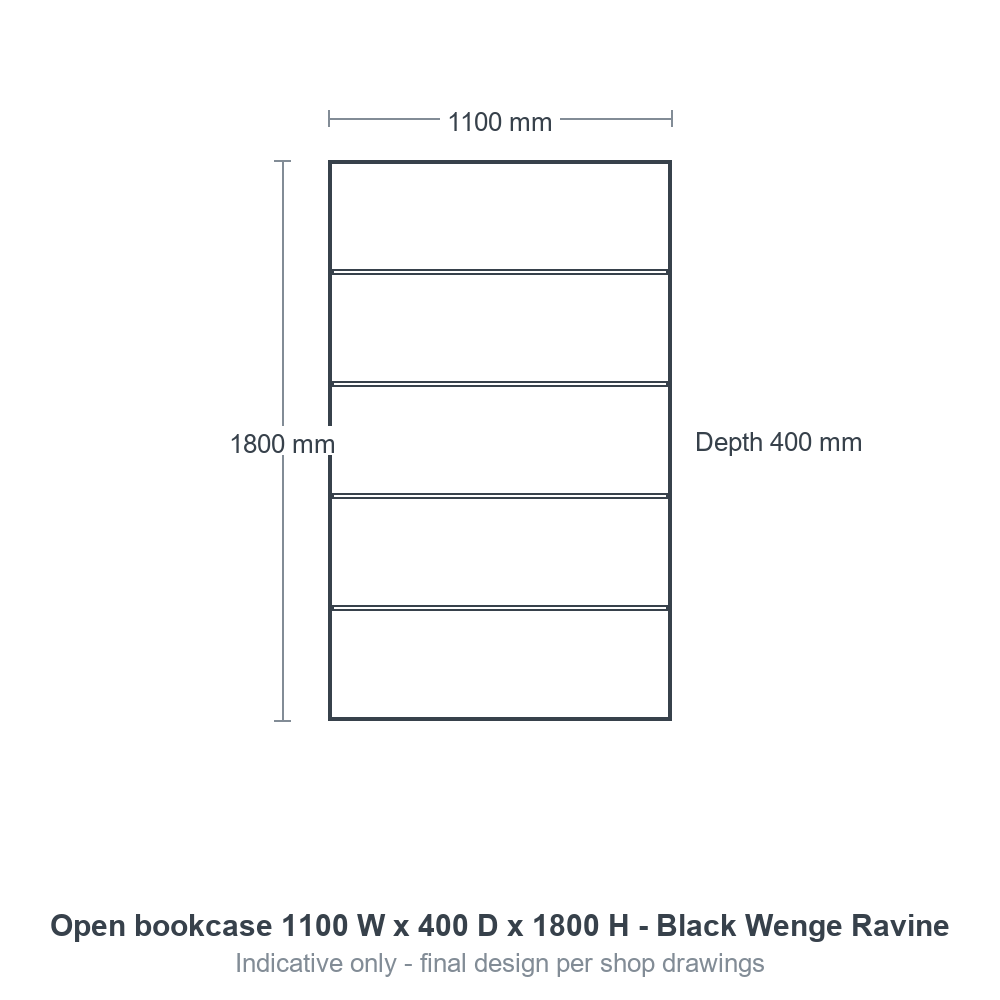 1100 mm
1800 mm
Depth 400 mm
Open bookcase 1100 W x 400 D x 1800 H - Black Wenge Ravine
Indicative only - final design per shop drawings